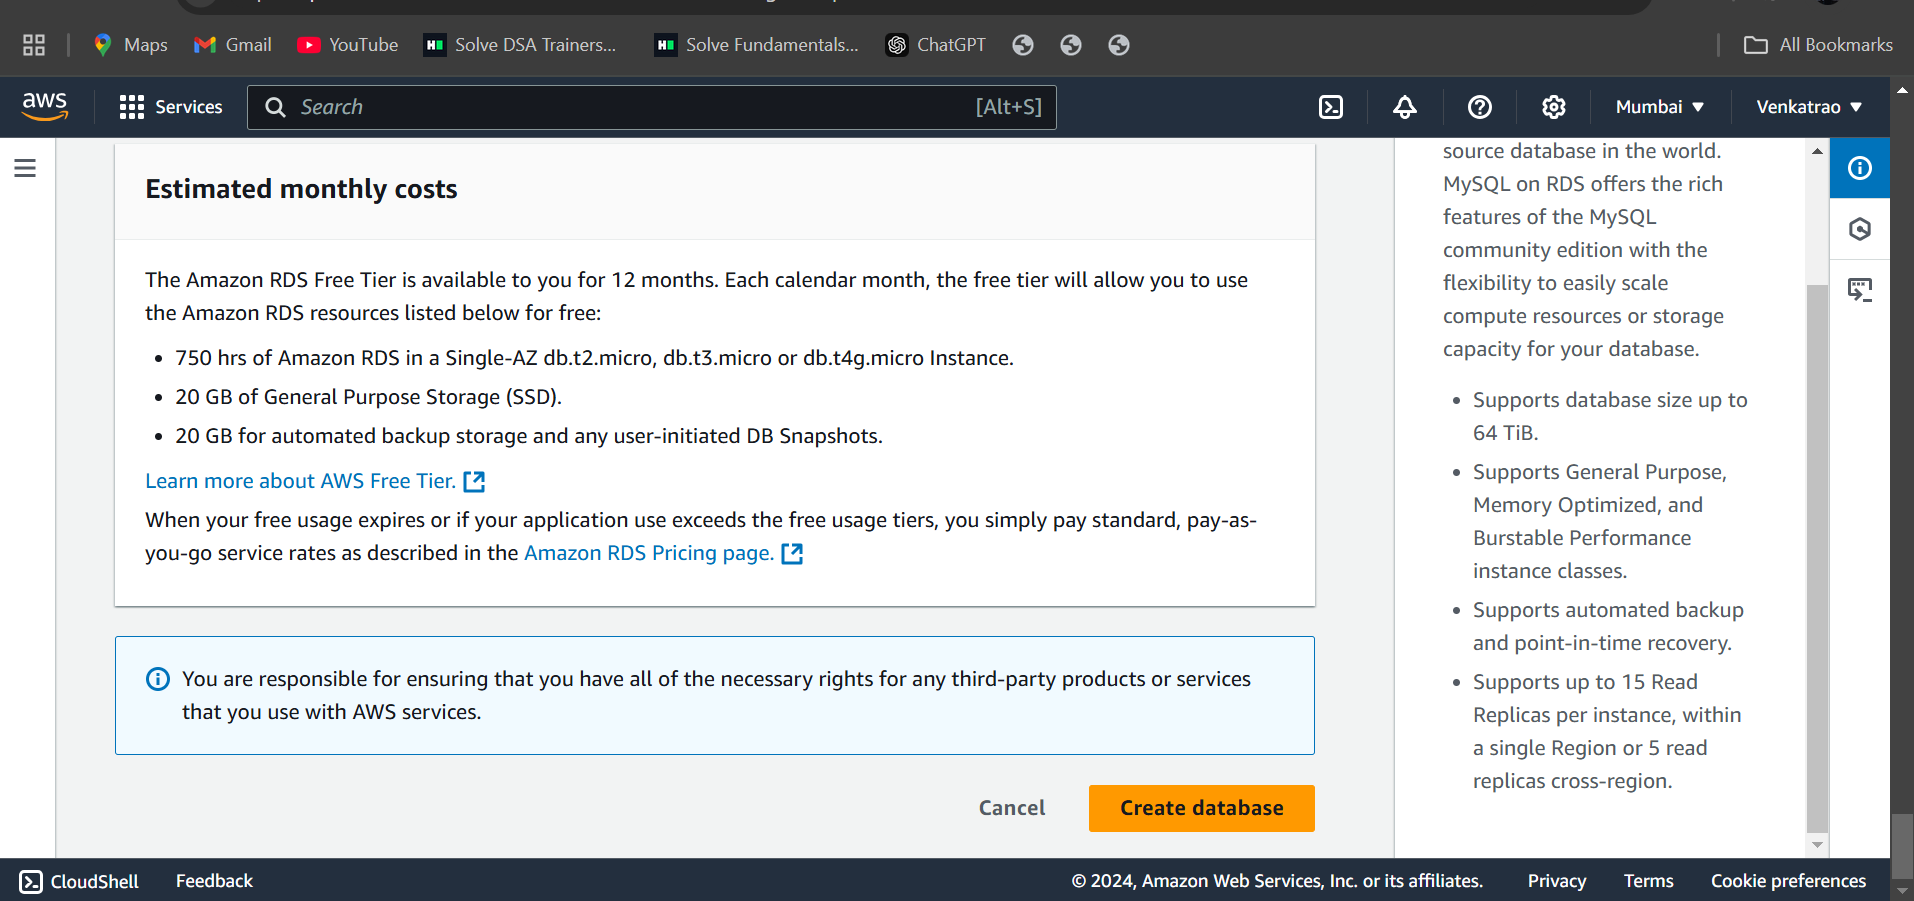 Maps
Gmail
YouTube
Solve DSA Trainers...
Solve Fundamentals...
ChatGPT
All Bookmarks
aws
Services
Search
[Alt+S]
Mumbai
Venkatrao
Estimated monthly costs
The Amazon RDS Free Tier is available to you for 12 months. Each calendar month, the free tier will allow you to use
the Amazon RDS resources listed below for free:
• 750 hrs of Amazon RDS in a Single-AZ db.t2.micro, db.t3.micro or db.t4g.micro Instance.
• 20 GB of General Purpose Storage (SSD).
• 20 GB for automated backup storage and any user-initiated DB Snapshots.
Learn more about AWS Free Tier.
When your free usage expires or if your application use exceeds the free usage tiers, you simply pay standard, pay-as-
you-go service rates as described in the Amazon RDS Pricing page.
You are responsible for ensuring that you have all of the necessary rights for any third-party products or services
that you use with AWS services.
Cancel
Create database
source database in the world.
MySQL on RDS offers the rich
features of the MySQL
community edition with the
flexibility to easily scale
compute resources or storage
capacity for your database.
• Supports database size up to
64 TiB.
• Supports General Purpose,
Memory Optimized, and
Burstable Performance
instance classes.
• Supports automated backup
and point-in-time recovery.
• Supports up to 15 Read
Replicas per instance, within
a single Region or 5 read
replicas cross-region.
CloudShell
Feedback
© 2024, Amazon Web Services, Inc. or its affiliates.
Privacy
Terms
Cookie preferences